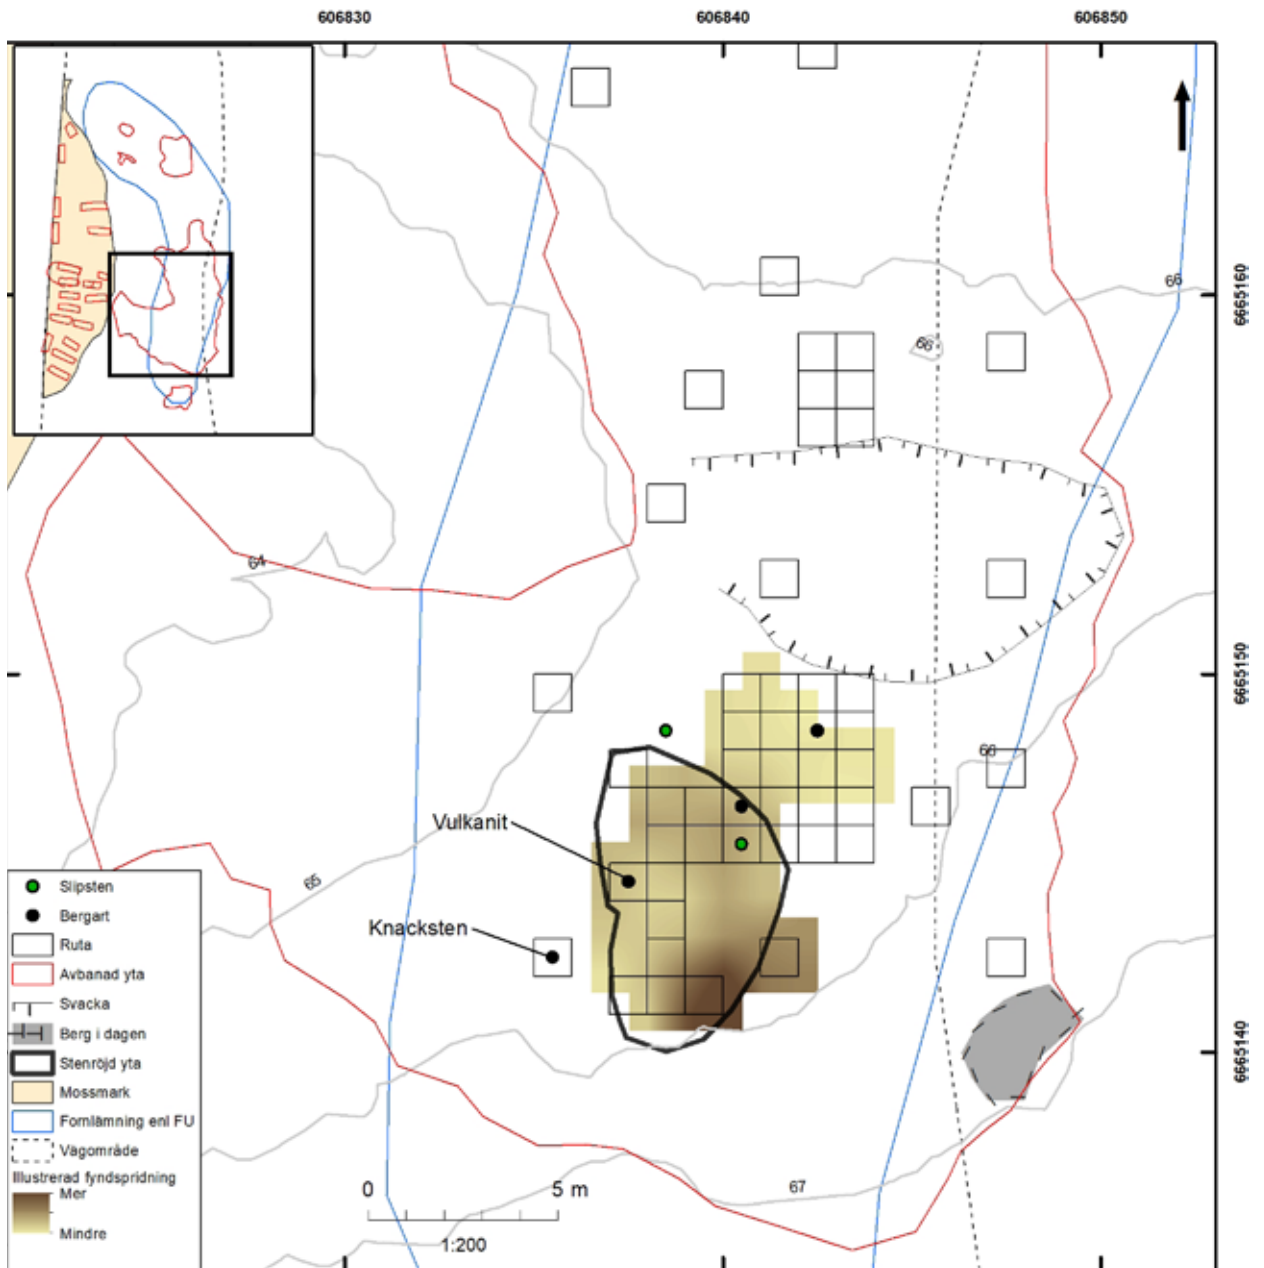 606830
606840
606850
6665160
66
66
64
6665150
66
Vulkanit
65
Knacksten
6665140
67
0
5 m
1:200
Slipsten
Bergart
Ruta
Avbanad yta
Svacka
Berg i dagen
Stenröjd yta
Mossmark
Fornlämning enl FU
Vägområde
Illustrerad fyndspridning
Mer
Mindre